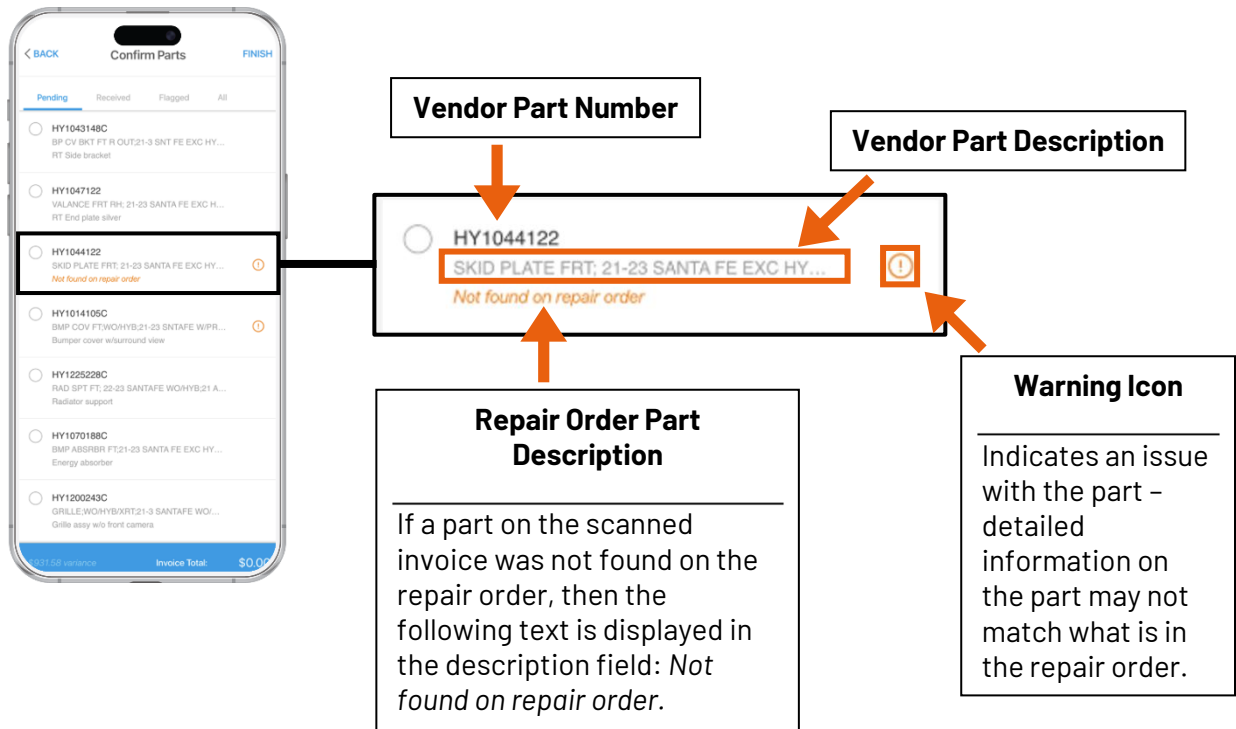 < BACK
Confirm Parts
FINISH
Pending
Received
Flagged
All
HY1043148C
BP CV BKT FT R OUT;21-3 SNT FE EXC HY...
RT Side bracket
HY1047122
VALANCE FRT RH; 21-23 SANTA FE EXC H...
RT End plate silver
HY1044122
SKID PLATE FRT; 21-23 SANTA FE EXC HY...
Not found on repair order
HY1014105C
BMP COV FT;WO/HYB;21-23 SNTAFE W/PR...
Bumper cover w/surround view
HY1225228C
RAD SPT FT; 22-23 SANTAFE WO/HYB;21 A...
Radiator support
HY1070188C
BMP ABSRBR FT;21-23 SANTA FE EXC HY...
Energy absorber
HY1200243C
GRILLE;WO/HYB/XRT;21-3 SANTAFE WO/...
Grille assy w/o front camera
$931.58 variance
Invoice Total:
$0.00
Vendor Part Number
Vendor Part Description
HY1044122
SKID PLATE FRT; 21-23 SANTA FE EXC HY...
Not found on repair order
Repair Order Part
Description
If a part on the scanned
invoice was not found on the
repair order, then the
following text is displayed in
the description field: Not
found on repair order.
Warning Icon
Indicates an issue
with the part –
detailed
information on
the part may not
match what is in
the repair order.